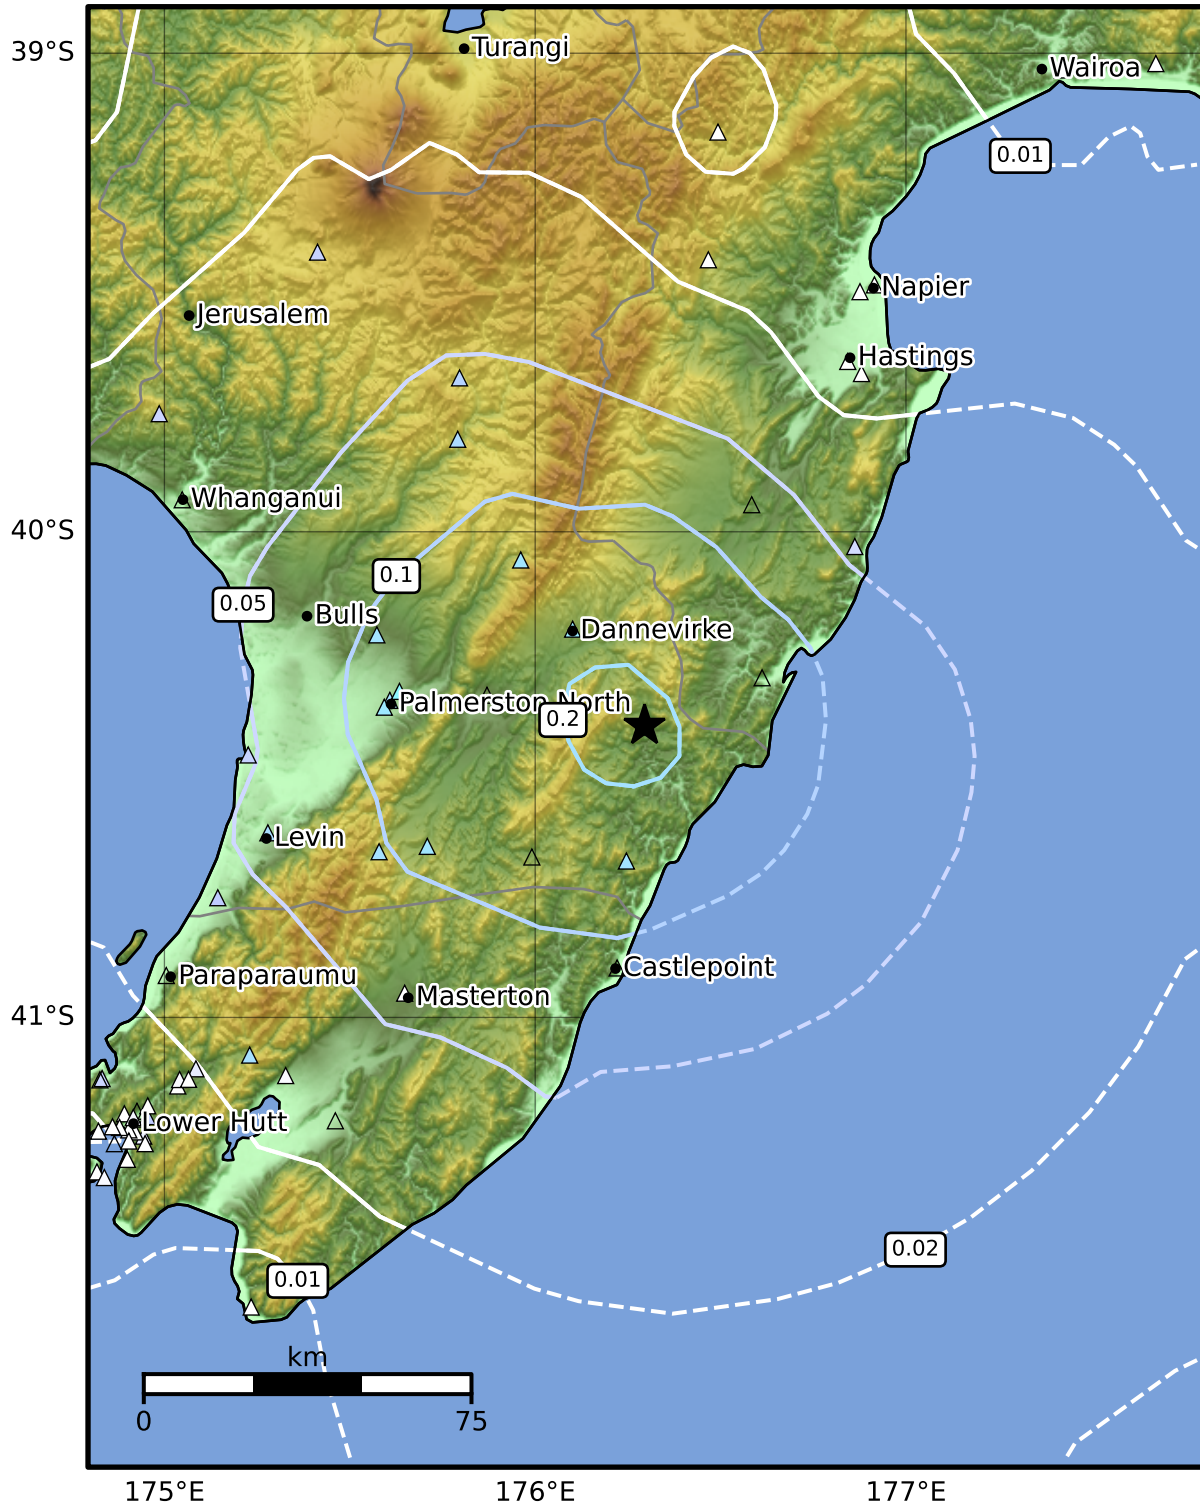 39°S
Turangi
Wairoa
0.01
Napier
Jerusalem
Hastings
Whanganui
40°S
0.1
0.05
Bulls
Dannevirke
Palmerston North
0.2
Levin
Castlepoint
Paraparaumu
Masterton
41°S
Lower Hutt
0.02
0.01
km
0
75
175°E
176°E
177°E